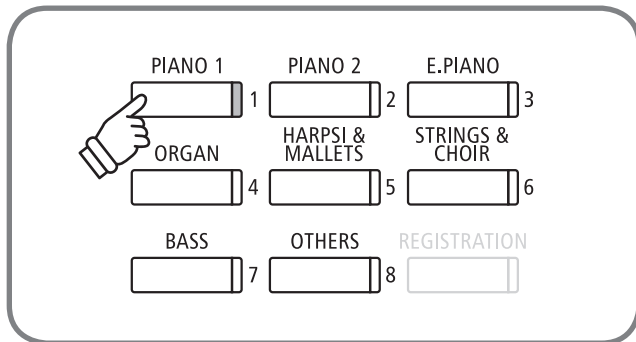 PIANO 1 PIANO 2 E.PIANO
1 2 3
ORGAN HARPSI & MALLETS STRINGS & CHOIR
4 5 6
BASS OTHERS REGISTRATION
7 8